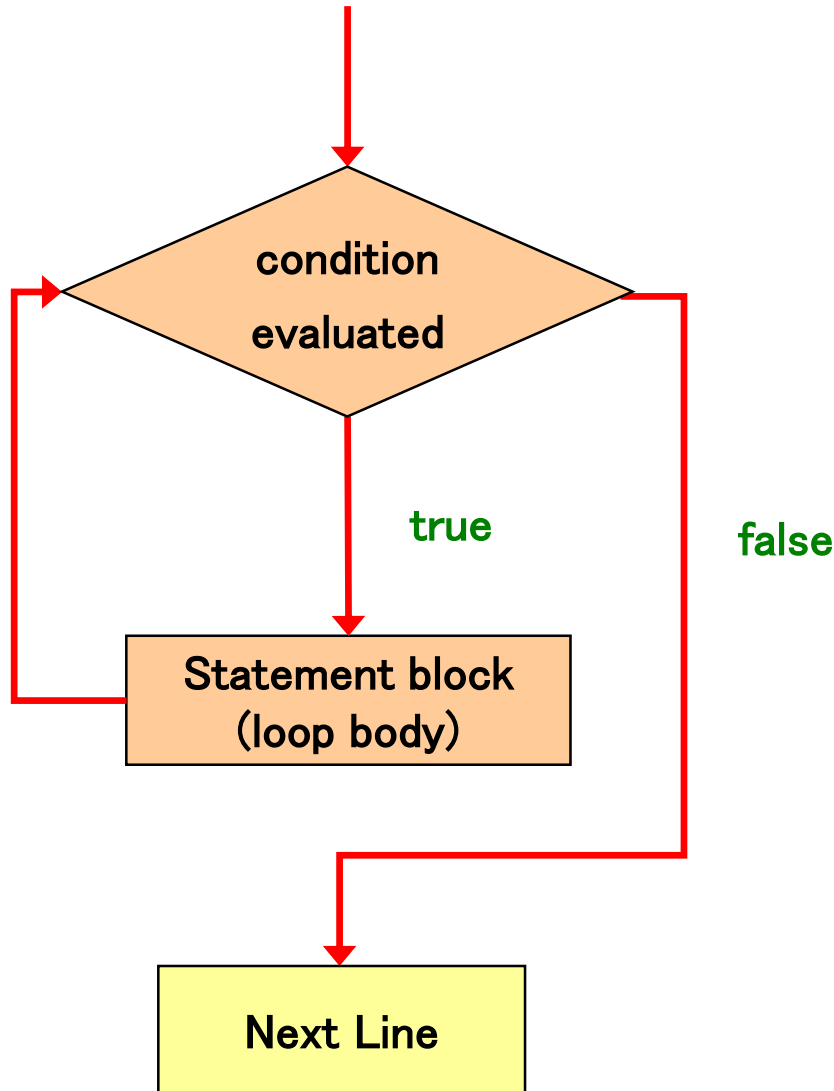 condition
evaluated
true
false
Statement block
(loop body)
Next Line